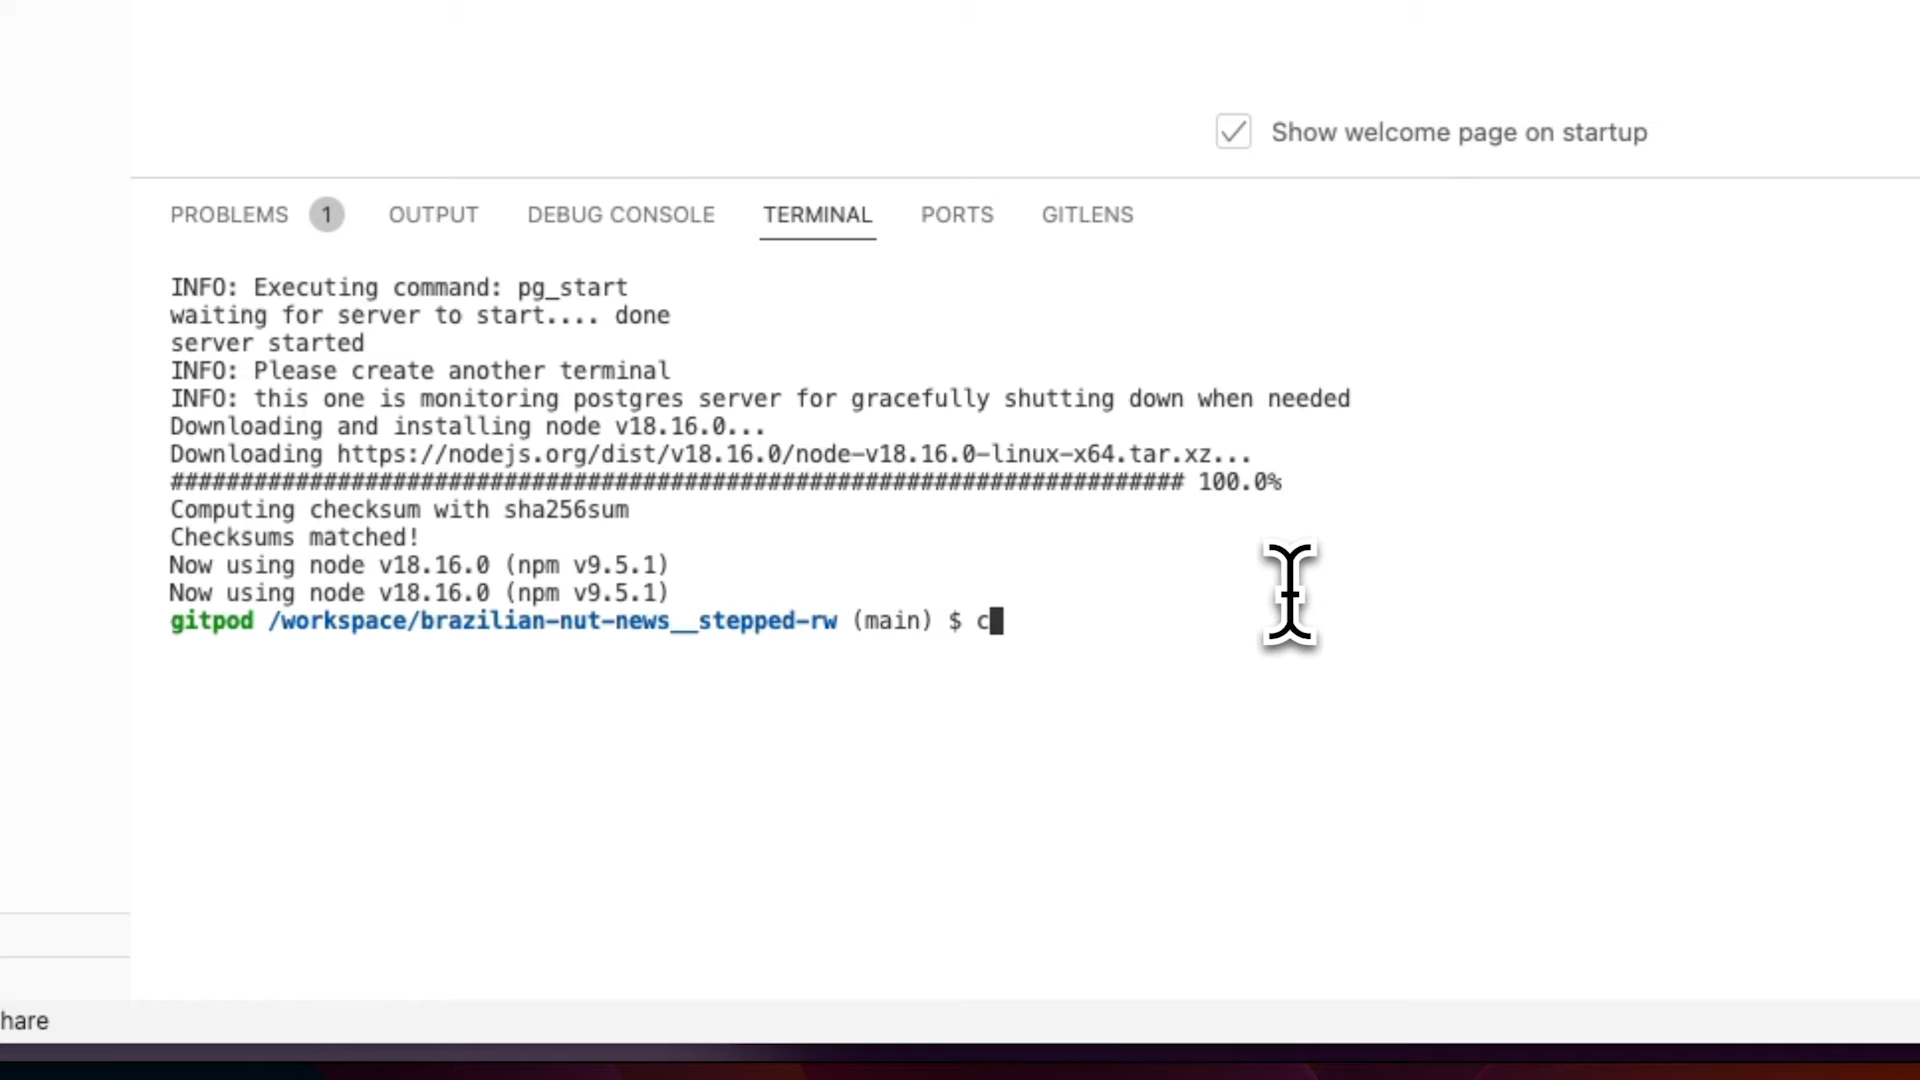 Show welcome page on startup
PROBLEMS 1 OUTPUT DEBUG CONSOLE TERMINAL PORTS GITLENS
INFO: Executing command: pg_start
waiting for server to start.... done
server started
INFO: Please create another terminal
INFO: this one is monitoring postgres server for gracefully shutting down when needed
Downloading and installing node v18.16.0...
Downloading https://nodejs.org/dist/v18.16.0/node-v18.16.0-linux-x64.tar.xz...
######################################################################### 100.0%
Computing checksum with sha256sum
Checksums matched!
Now using node v18.16.0 (npm v9.5.1)
Now using node v18.16.0 (npm v9.5.1)
gitpod /workspace/brazilian-nut-news__stepped-rw (main) $ c
hare